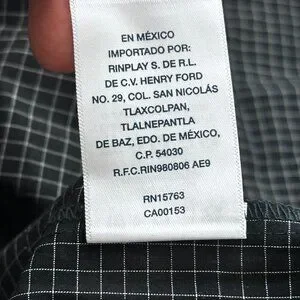 EN MÉXICO
IMPORTADO POR:
RINPLAY S. DE R.L.
DE C.V. HENRY FORD
NO. 29, COL. SAN NICOLÁS
TLAXCOLPAN,
TLALNEPANTLA
DE BAZ, EDO. DE MÉXICO,
C.P. 54030
R.F.C.RIN980806 AE9
RN15763
CA00153